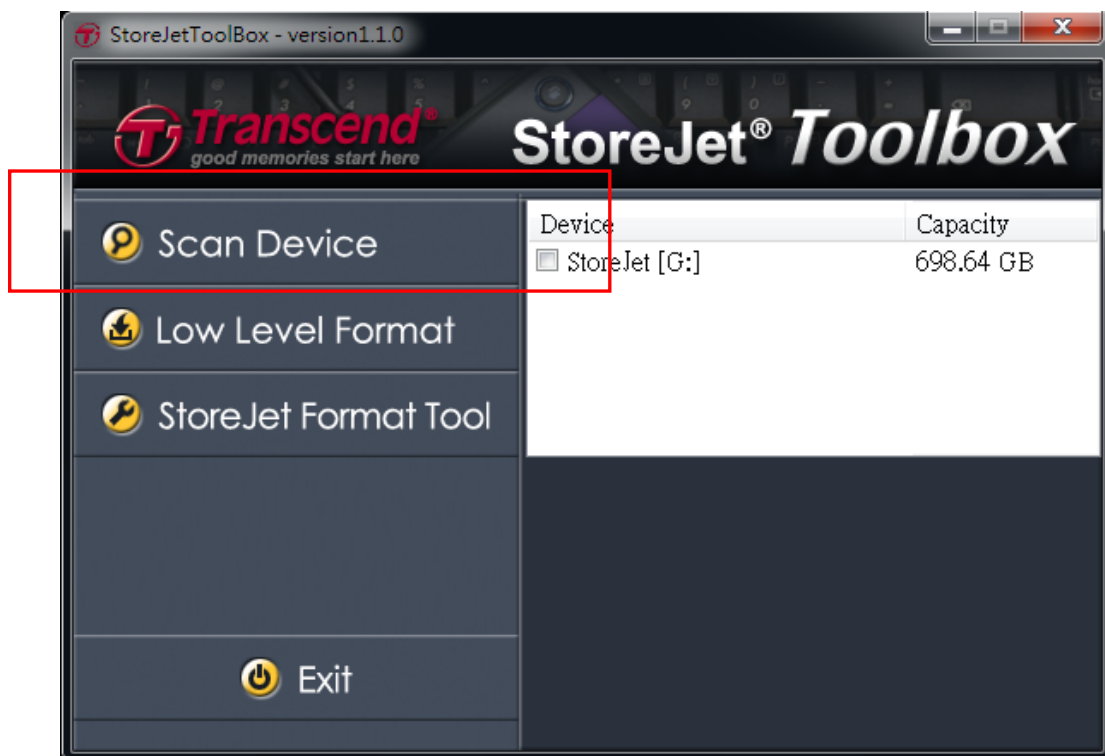 StoreJetToolBox - version1.1.0
Transcend®
good memories start here
StoreJet® Toolbox
Scan Device
Low Level Format
StoreJet Format Tool
Exit
Device Capacity
StoreJet [G:] 698.64 GB